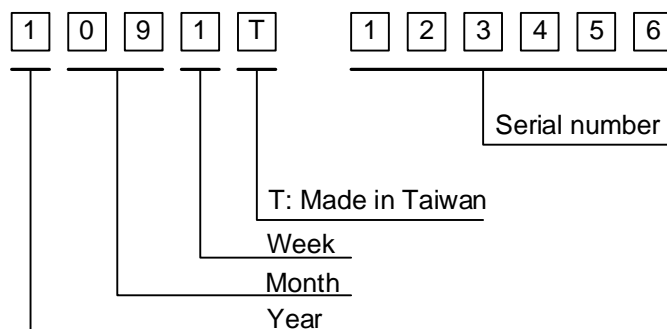 1 0 9 1 T 1 2 3 4 5 6
Serial number
T: Made in Taiwan
Week
Month
Year